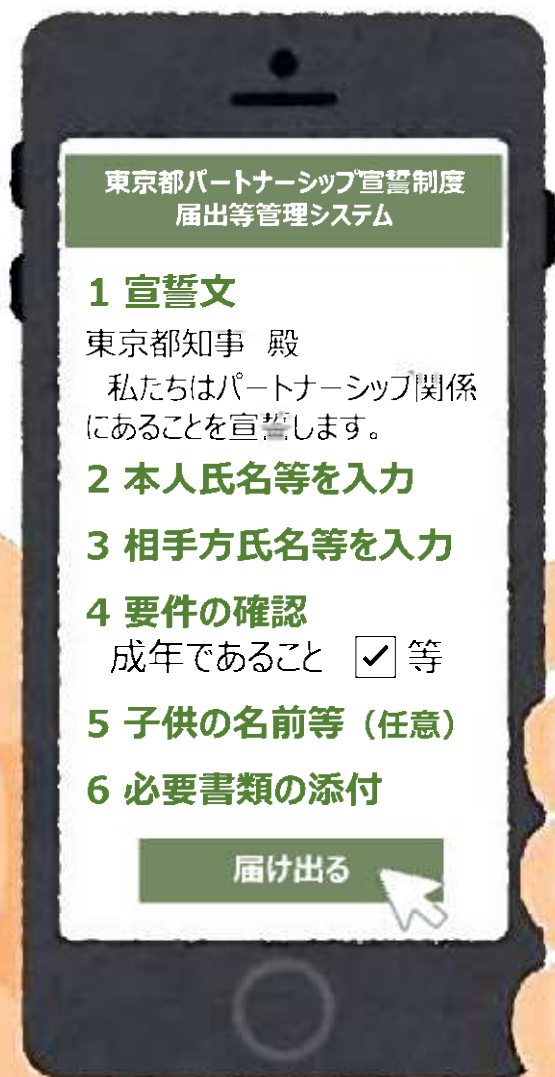 東京都パートナーシップ宣誓制度
届出等管理システム
1 宣誓文
東京都知事 殿
私たちはパートナーシップ関係
にあることを宣誓します。
2 本人氏名等を入力
3 相手方氏名等を入力
4 要件の確認
成年であること ☑ 等
5 子供の名前等（任意）
6 必要書類の添付
届け出る